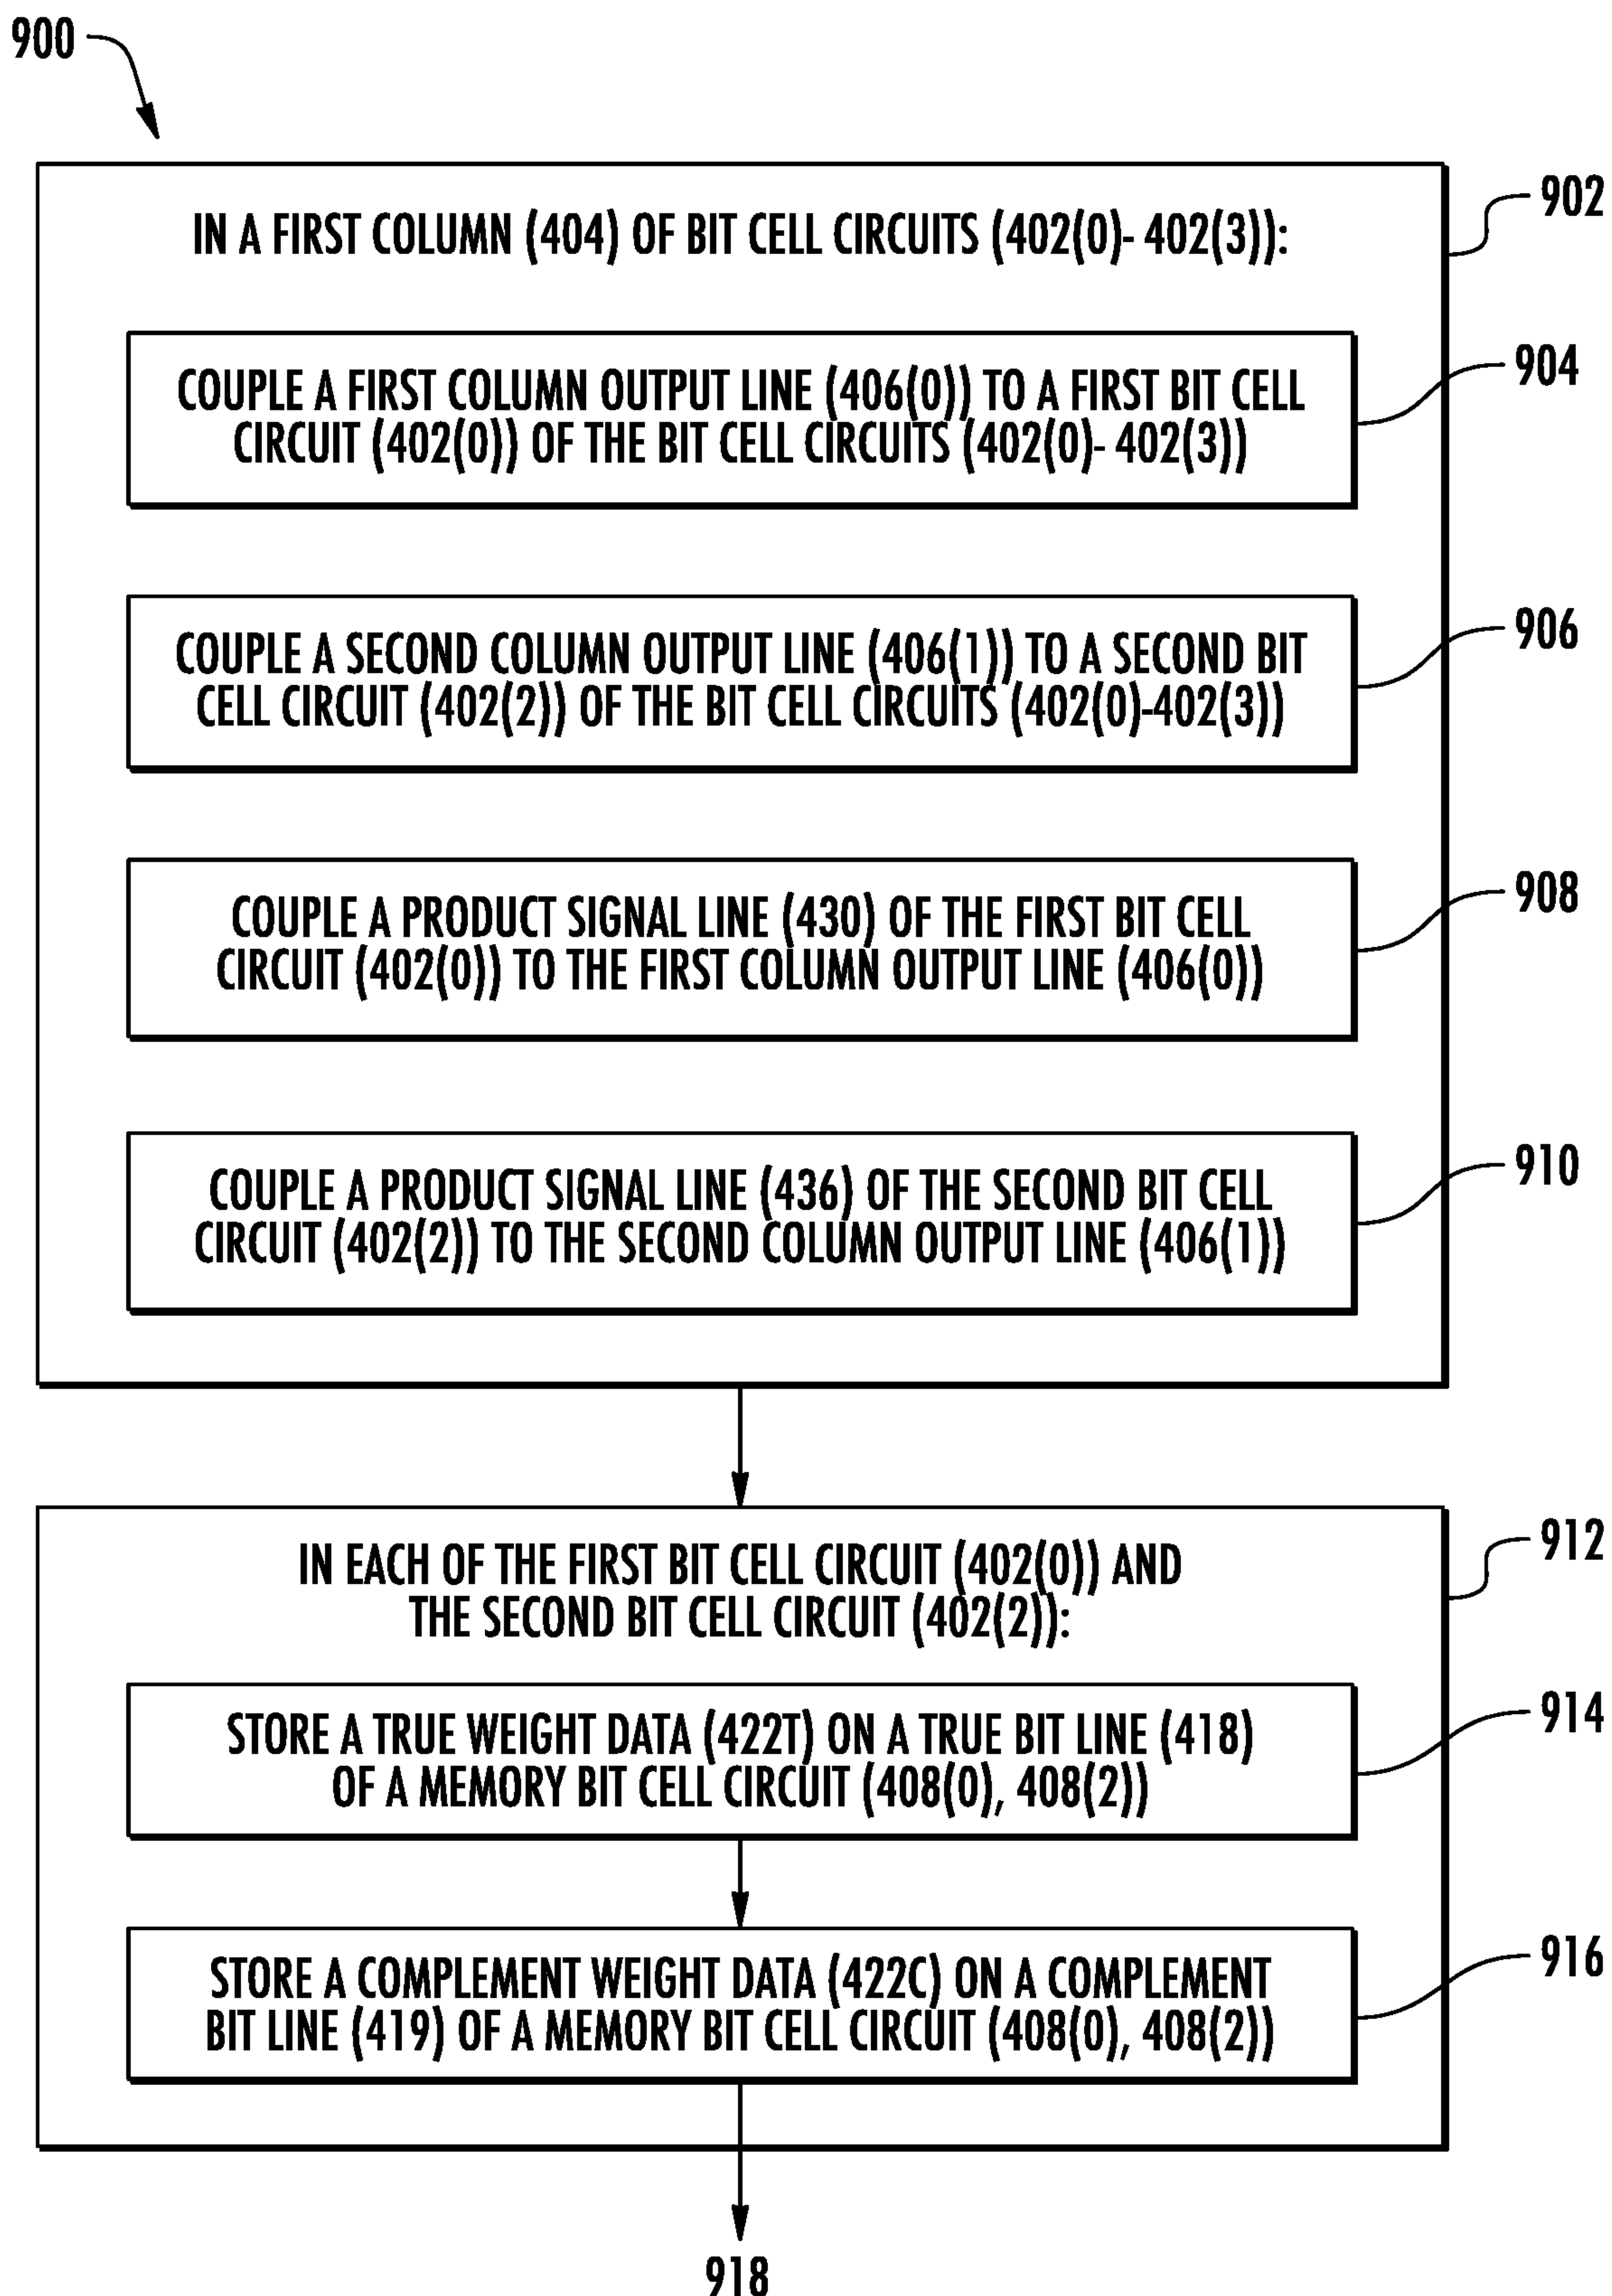 900
902
IN A FIRST COLUMN (404) OF BIT CELL CIRCUITS (402(0)- 402(3)):
904
COUPLE A FIRST COLUMN OUTPUT LINE (406(0)) TO A FIRST BIT CELL
CIRCUIT (402(0)) OF THE BIT CELL CIRCUITS (402(0)- 402(3))
906
COUPLE A SECOND COLUMN OUTPUT LINE (406(1)) TO A SECOND BIT
CELL CIRCUIT (402(2)) OF THE BIT CELL CIRCUITS (402(0)-402(3))
908
COUPLE A PRODUCT SIGNAL LINE (430) OF THE FIRST BIT CELL
CIRCUIT (402(0)) TO THE FIRST COLUMN OUTPUT LINE (406(0))
910
COUPLE A PRODUCT SIGNAL LINE (436) OF THE SECOND BIT CELL
CIRCUIT (402(2)) TO THE SECOND COLUMN OUTPUT LINE (406(1))
912
IN EACH OF THE FIRST BIT CELL CIRCUIT (402(0)) AND
THE SECOND BIT CELL CIRCUIT (402(2)):
914
STORE A TRUE WEIGHT DATA (422T) ON A TRUE BIT LINE (418)
OF A MEMORY BIT CELL CIRCUIT (408(0), 408(2))
916
STORE A COMPLEMENT WEIGHT DATA (422C) ON A COMPLEMENT
BIT LINE (419) OF A MEMORY BIT CELL CIRCUIT (408(0), 408(2))
918